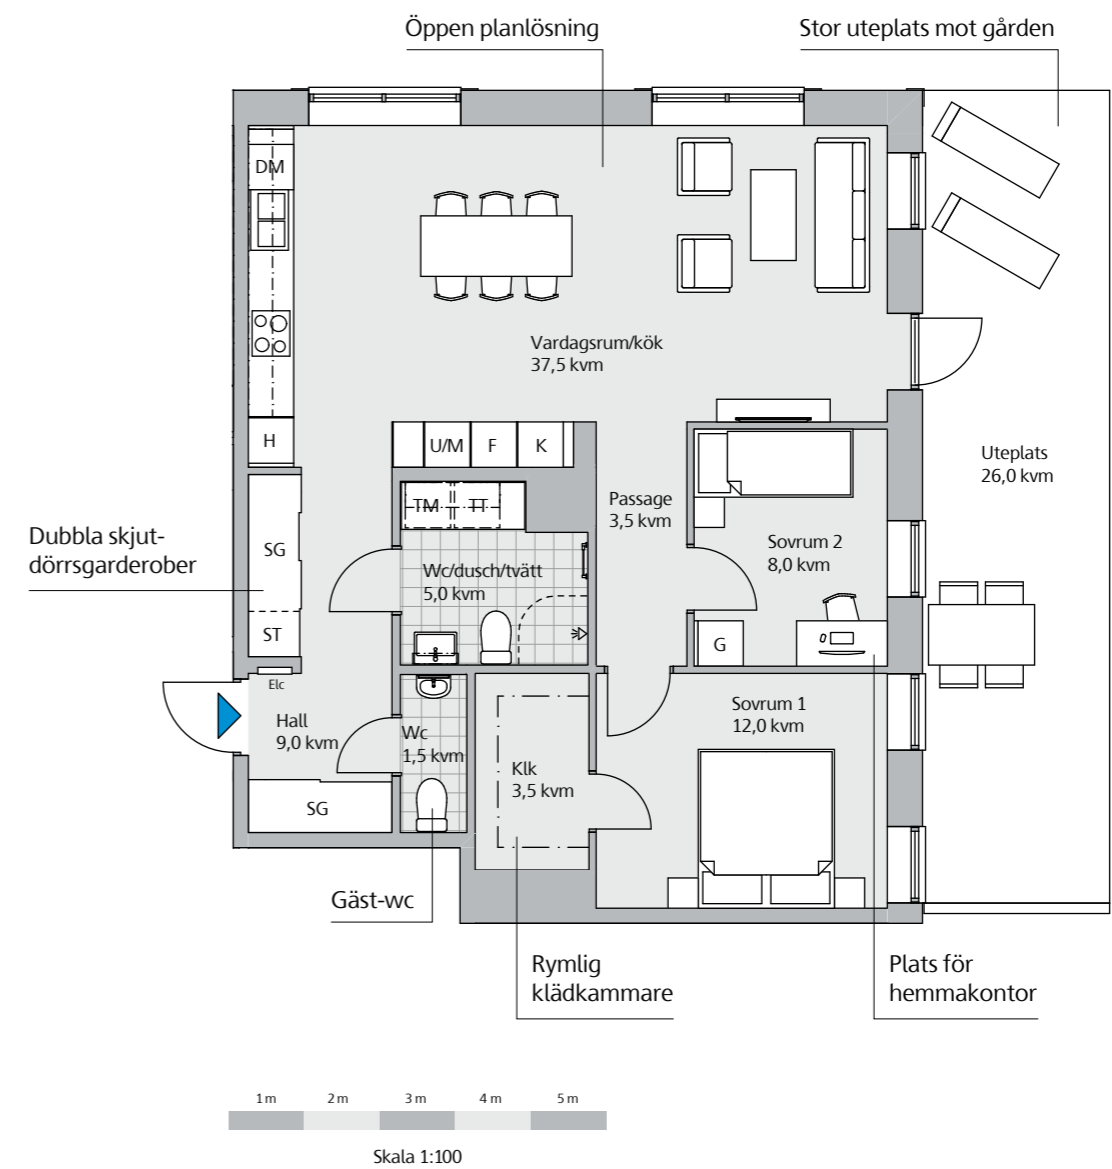 Öppen planlösning
Stor uteplats mot gården
DM
Vardagsrum/kök
37,5 kvm
H
U/M
F
K
Uteplats
26,0 kvm
TM
TT
Passage
3,5 kvm
Dubbla skjut-
dörrsgarderober
SG
Sovrum 2
8,0 kvm
Wc/dusch/tvätt
5,0 kvm
ST
G
Elc
Hall
9,0 kvm
Wc
1,5 kvm
Sovrum 1
12,0 kvm
Klk
3,5 kvm
SG
Gäst-wc
Rymlig
klädkammare
Plats för
hemmakontor
1 m
2 m
3 m
4 m
5 m
Skala 1:100